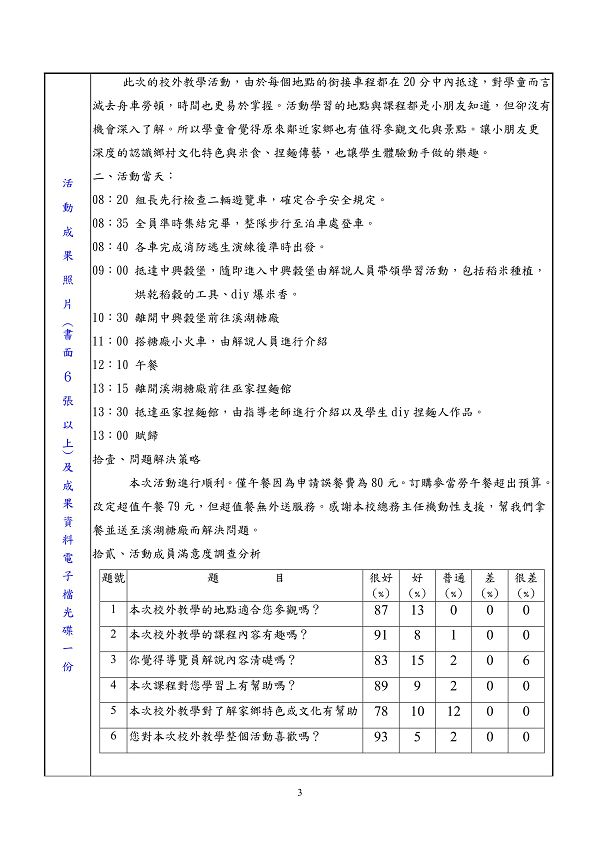 活動成果照片（書面6張以上）及成果資料電子檔光碟一份
此次的校外教學活動，由於每個地點的銜接車程都在 20 分中內抵達，對學童而言
減去舟車勞頓，時間也更易於掌握。活動學習的地點與課程都是小朋友知道，但卻沒有
機會深入了解。所以學童會覺得原來鄰近家鄉也有值得參觀文化與景點。讓小朋友更
深度的認識鄉村文化特色與米食、捏麵傳藝，也讓學生體驗動手做的樂趣。
二、活動當天：
08：20 組長先行檢查二輛遊覽車，確定合乎安全規定。
08：35 全員準時集結完畢，整隊步行至泊車處登車。
08：40 各車完成消防逃生演練後準時出發。
09：00 抵達中興穀堡，隨即進入中興穀堡由解說人員帶領學習活動，包括稻米種植，
烘乾稻穀的工具、diy 爆米香。
10：30 離開中興穀堡前往溪湖糖廠
11：00 搭糖廠小火車，由解說人員進行介紹
12：10 午餐
13：15 離開溪湖糖廠前往巫家捏麵館
13：30 抵達巫家捏麵館，由指導老師進行介紹以及學生 diy 捏麵人作品。
13：00 賦歸
拾壹、問題解決策略
本次活動進行順利。僅午餐因為申請誤餐費為 80 元。訂購參當勞午餐超出預算。
改定超值午餐 79 元，但超值餐無外送服務。感謝本校總務主任機動性支援，幫我們拿
餐並送至溪湖糖廠而解決問題。
拾貳、活動成員滿意度調查分析
題號 題 目 很好（%） 好（%） 普通（%） 差（%） 很差（%）
1 本次校外教學的地點適合您參觀嗎？ 87 13 0 0 0
2 本次校外教學的課程內容有趣嗎？ 91 8 1 0 0
3 你覺得導覽員解說內容清礎嗎？ 83 15 2 0 6
4 本次課程對您學習上有幫助嗎？ 89 9 2 0 0
5 本次校外教學對了解家鄉特色或文化有幫助 78 10 12 0 0
6 您對本次校外教學整個活動喜歡嗎？ 93 5 2 0 0
3